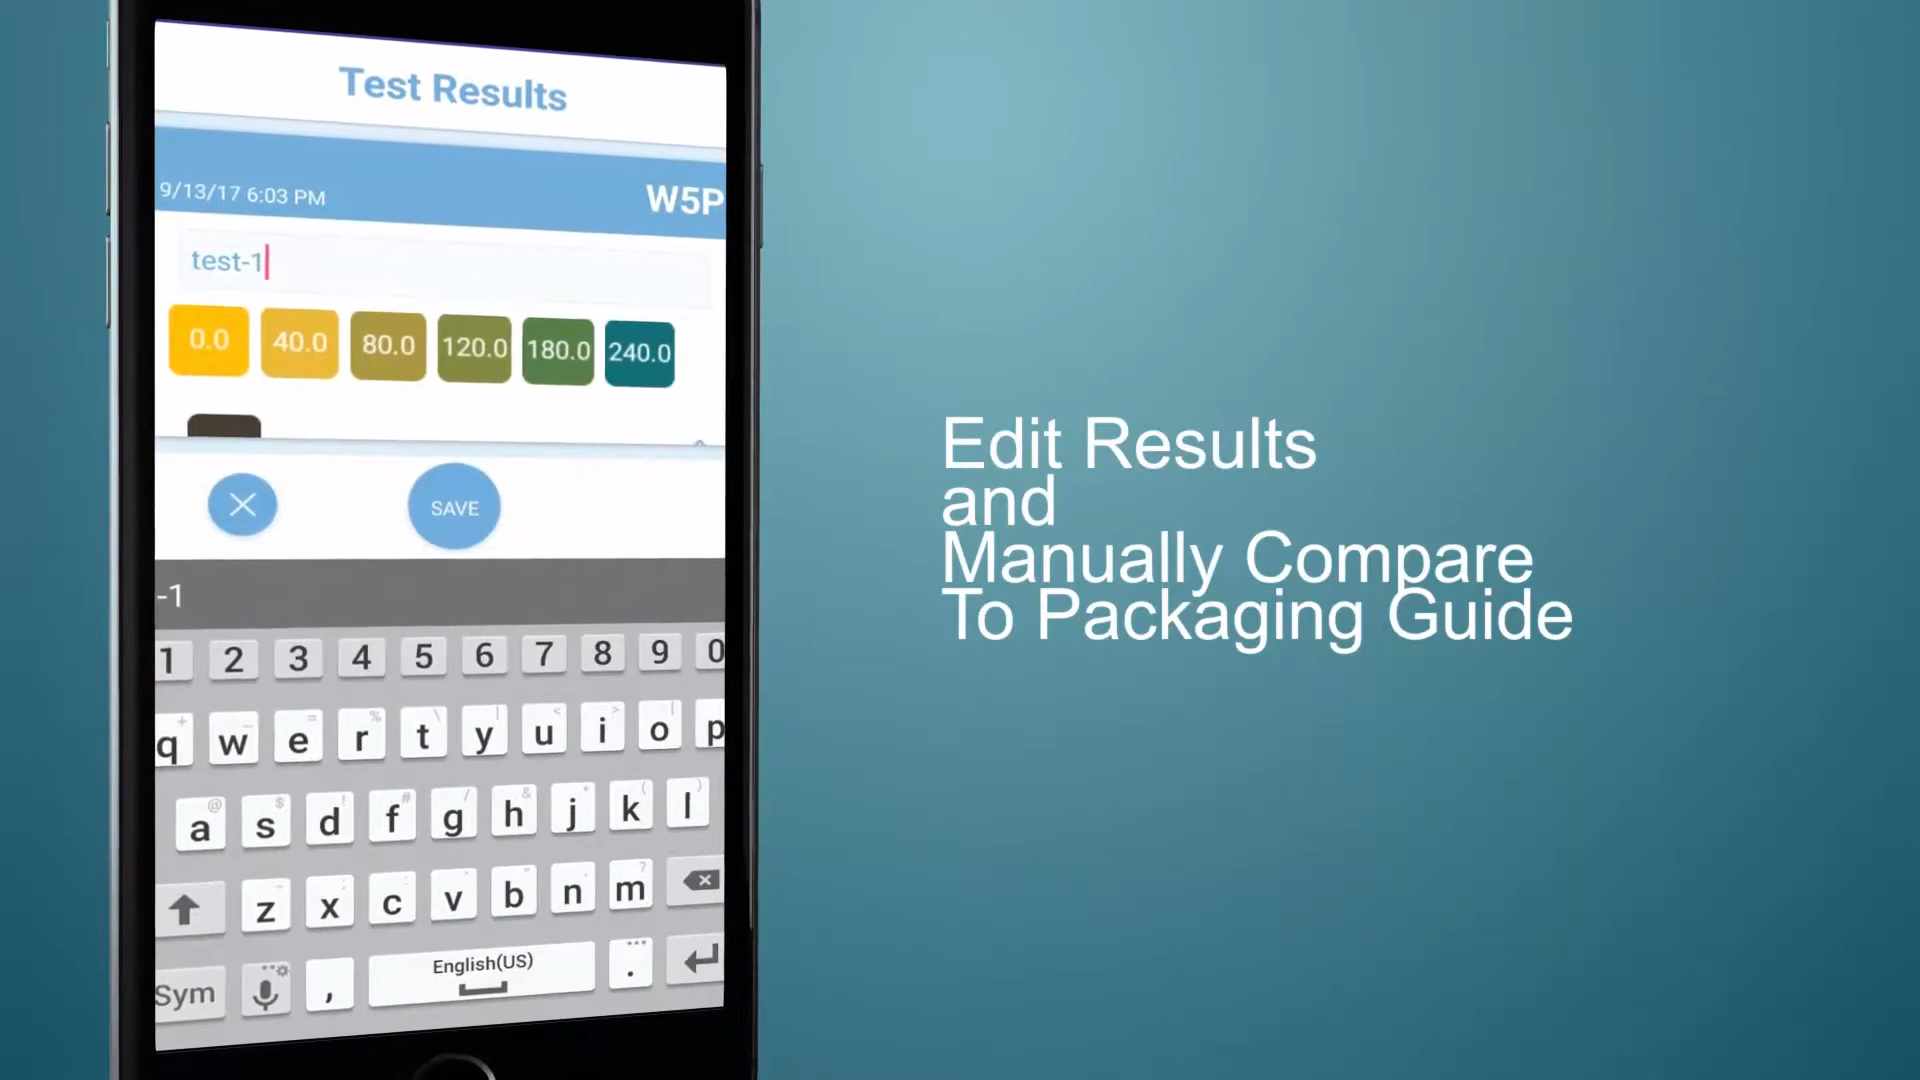 Test Results
9/13/17 6:03 PM
W5P
test-1
0.0 40.0 80.0 120.0 180.0 240.0
SAVE
-1
1 2 3 4 5 6 7 8 9 0
q w e r t y u i o p
a s d f g h j k l
z x c v b n m
Sym , English(US) .
Edit Results
and
Manually Compare
To Packaging Guide